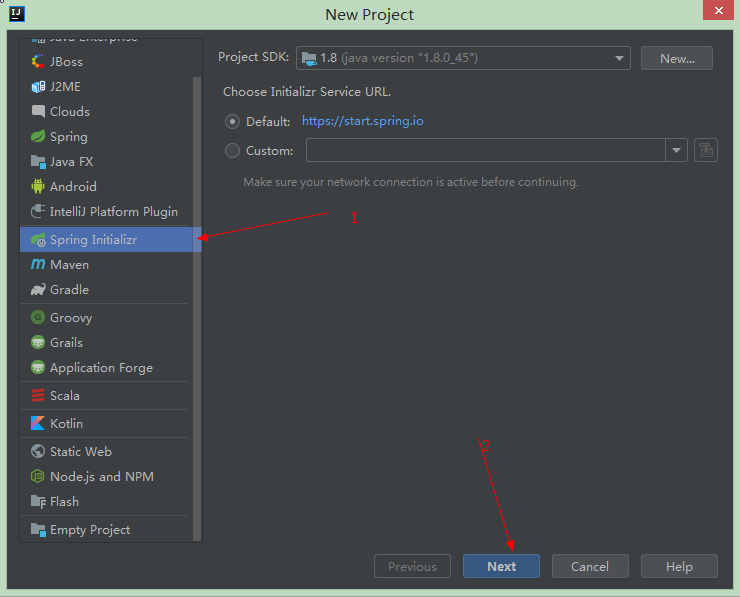 New Project
Java Enterprise
JBoss
J2ME
Clouds
Spring
Java FX
Android
IntelliJ Platform Plugin
Spring Initializr
Maven
Gradle
Groovy
Grails
Application Forge
Scala
Kotlin
Static Web
Node.js and NPM
Flash
Empty Project
Project SDK: 1.8 (java version "1.8.0_45") New...
Choose Initializr Service URL.
Default: https://start.spring.io
Custom:
Make sure your network connection is active before continuing.
1
2
Previous Next Cancel Help